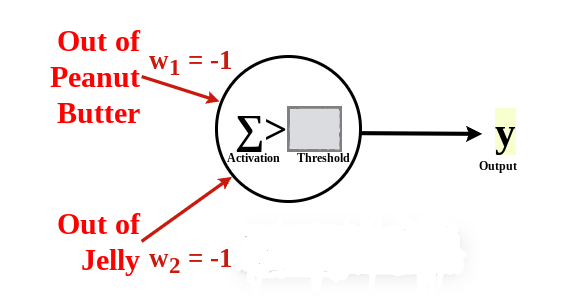 Out of
Peanut
Butter
w1 = -1
∑>
Activation
Threshold
y
Output
Out of
Jelly
w2 = -1